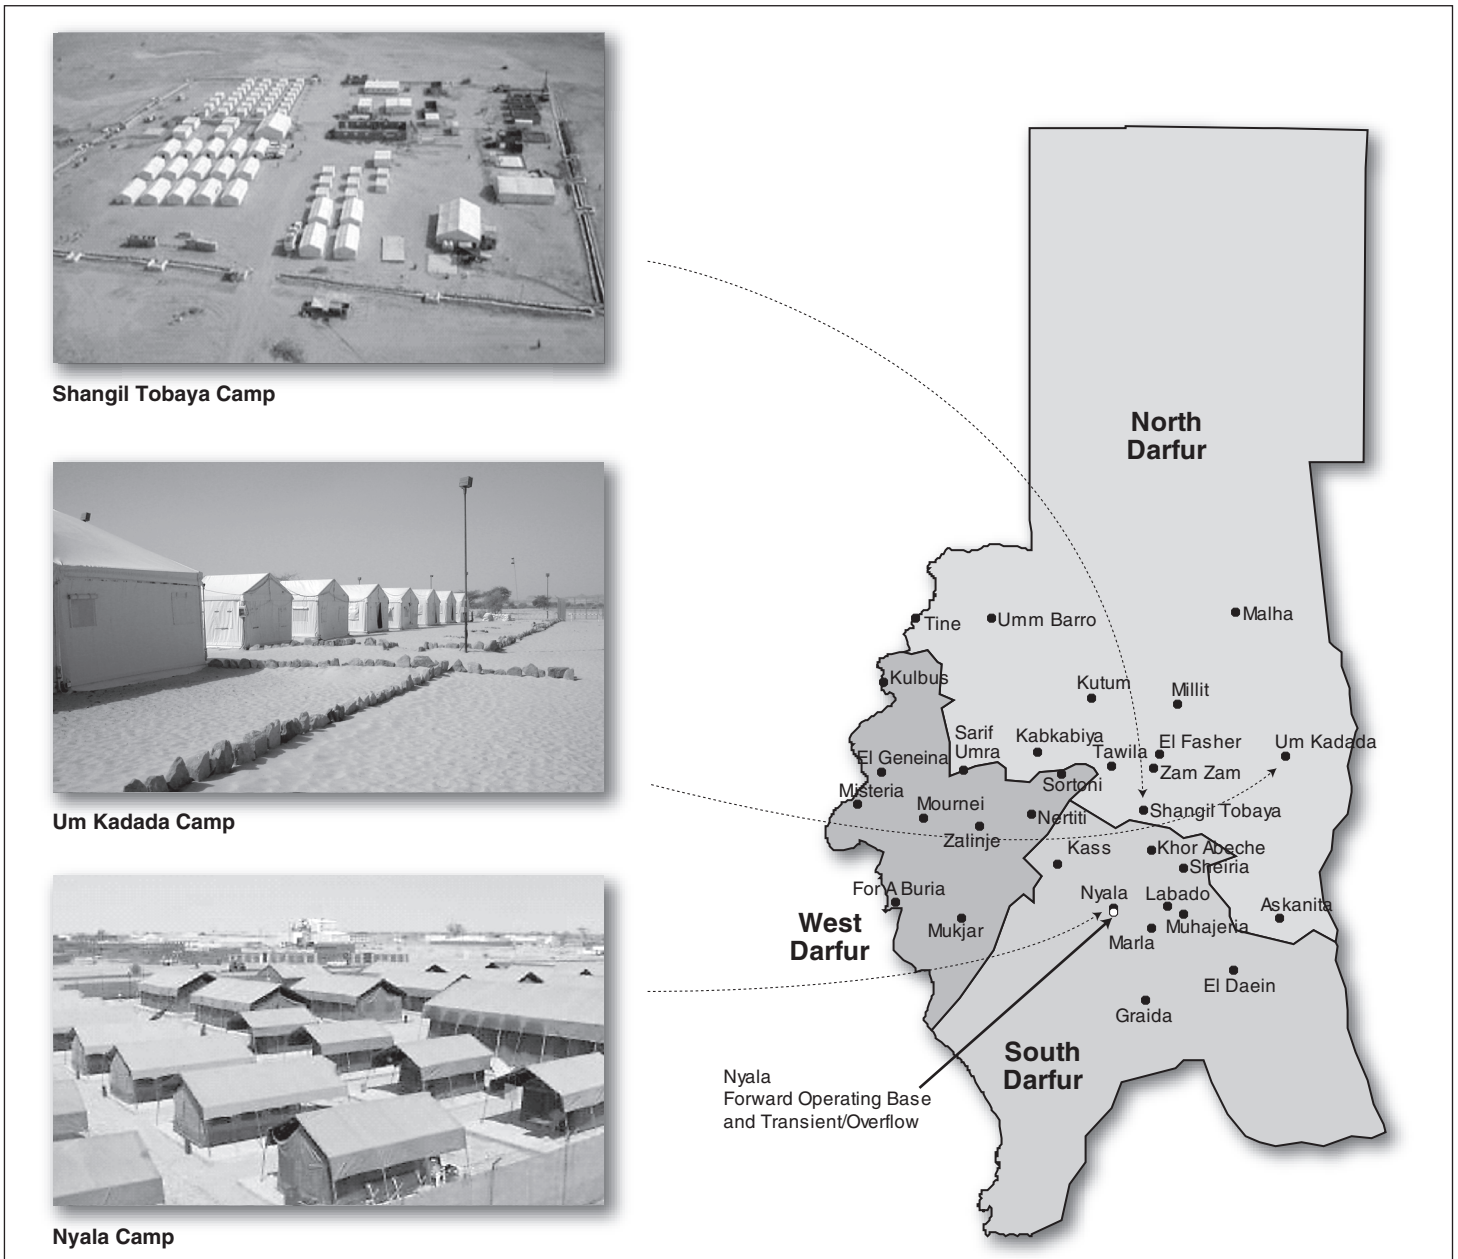 Shangil Tobaya Camp
Um Kadada Camp
Nyala Camp
North
Darfur
Tine
Umm Barro
Malha
Kulbus
Kutum
Millit
Sarif
Umra
Kabkabiya
Tawila
El Fasher
Um Kadada
El Geneina
Zam Zam
Sortoni
Misteria
Mournei
Nertiti
Shangil Tobaya
Zalinje
Kass
Khor Abeche
Sheiria
For A Buria
Nyala
Labado
Askanita
West
Darfur
Mukjar
Muhajeria
Marla
El Daein
Graida
South
Darfur
Nyala
Forward Operating Base
and Transient/Overflow